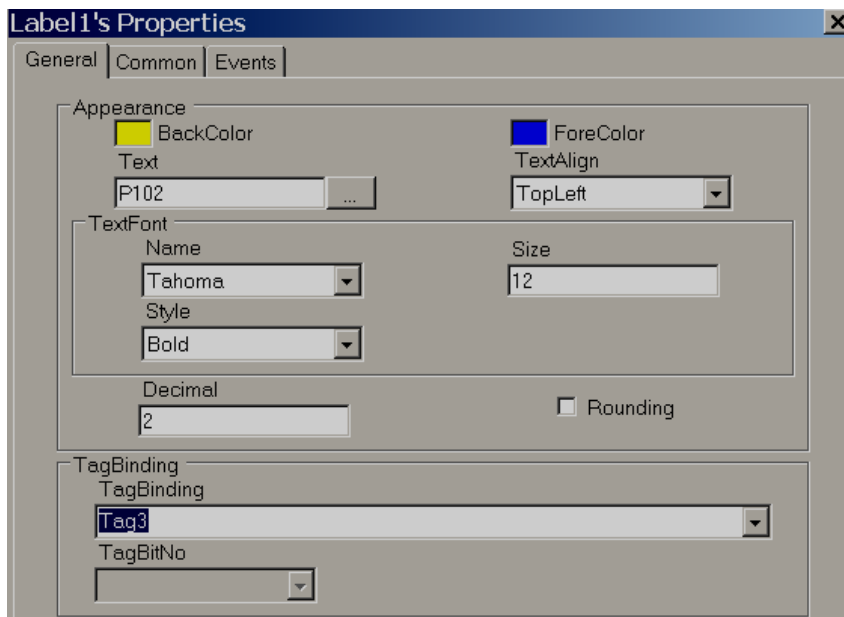 Label1's Properties
General Common Events
Appearance
BackColor ForeColor
Text TextAlign
P102 ... TopLeft
TextFont
Name Size
Tahoma 12
Style
Bold
Decimal
2 Rounding
TagBinding
TagBinding
Tag3
TagBitNo